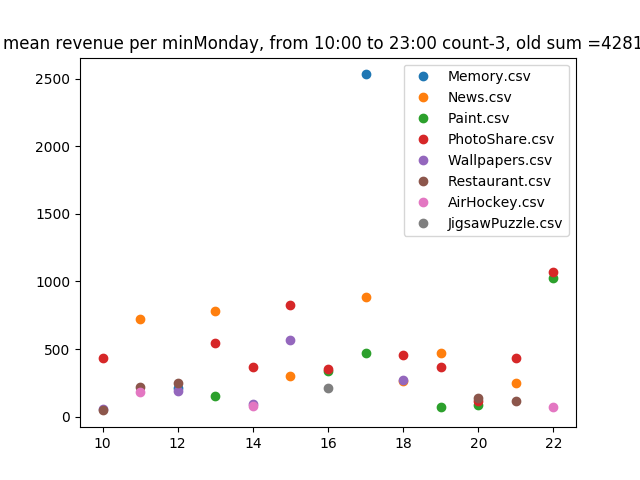 mean revenue per minMonday, from 10:00 to 23:00 count-3, old sum =4281
2500
2000
1500
1000
500
0
10
12
14
16
18
20
22
Memory.csv
News.csv
Paint.csv
PhotoShare.csv
Wallpapers.csv
Restaurant.csv
AirHockey.csv
JigsawPuzzle.csv